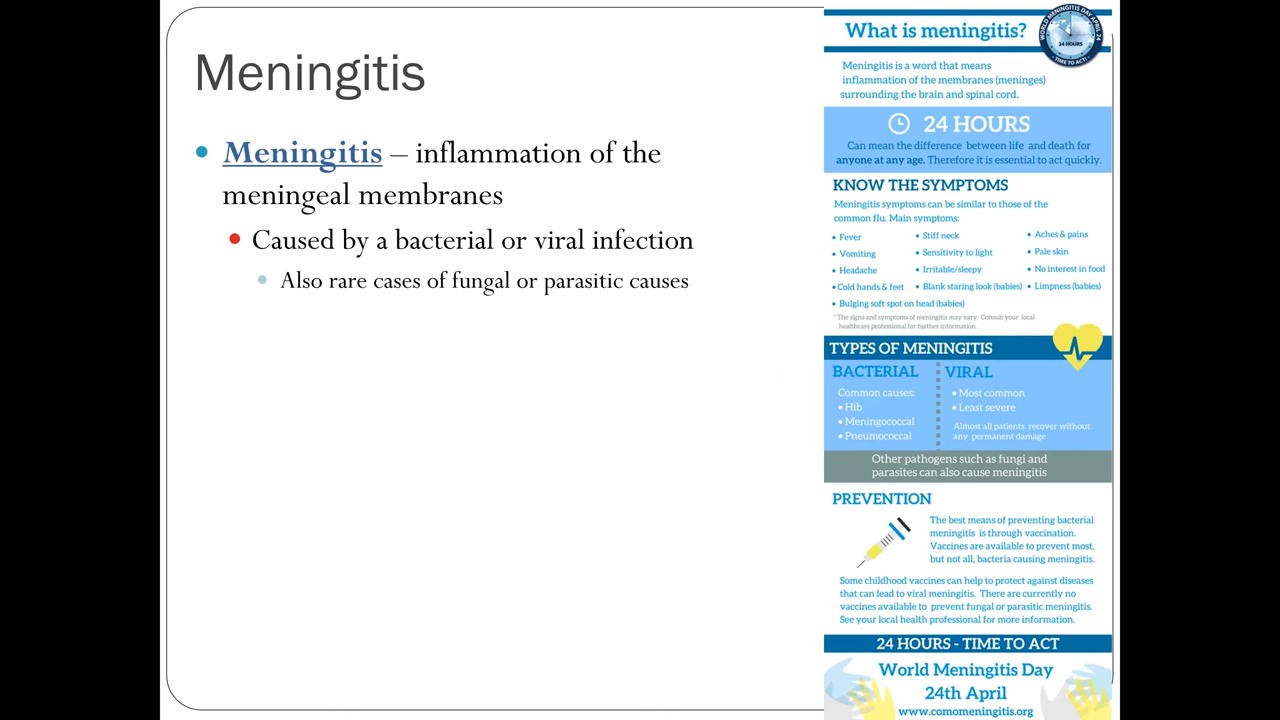 Meningitis
• Meningitis – inflammation of the
meningeal membranes
• Caused by a bacterial or viral infection
• Also rare cases of fungal or parasitic causes
What is meningitis?
WORLD MENINGITIS DAY APRIL 24
24 HOURS
- TIME TO ACT! -
Meningitis is a word that means
inflammation of the membranes (meninges)
surrounding the brain and spinal cord.
24 HOURS
Can mean the difference between life and death for
anyone at any age. Therefore it is essential to act quickly.
KNOW THE SYMPTOMS
Meningitis symptoms can be similar to those of the
common flu. Main symptoms:
• Fever
• Vomiting
• Headache
• Cold hands & feet
• Bulging soft spot on head (babies)
• Stiff neck
• Sensitivity to light
• Irritable/sleepy
• Blank staring look (babies)
• Aches & pains
• Pale skin
• No interest in food
• Limpness (babies)
* The signs and symptoms of meningitis may vary. Consult your local
healthcare professional for further information.
TYPES OF MENINGITIS
BACTERIAL
Common causes:
• Hib
• Meningococcal
• Pneumococcal
VIRAL
• Most common
• Least severe
Almost all patients recover without
any permanent damage
Other pathogens such as fungi and
parasites can also cause meningitis
PREVENTION
The best means of preventing bacterial
meningitis is through vaccination.
Vaccines are available to prevent most,
but not all, bacteria causing meningitis.
Some childhood vaccines can help to protect against diseases
that can lead to viral meningitis. There are currently no
vaccines available to prevent fungal or parasitic meningitis.
See your local health professional for more information.
24 HOURS - TIME TO ACT
World Meningitis Day
24th April
www.comomeningitis.org